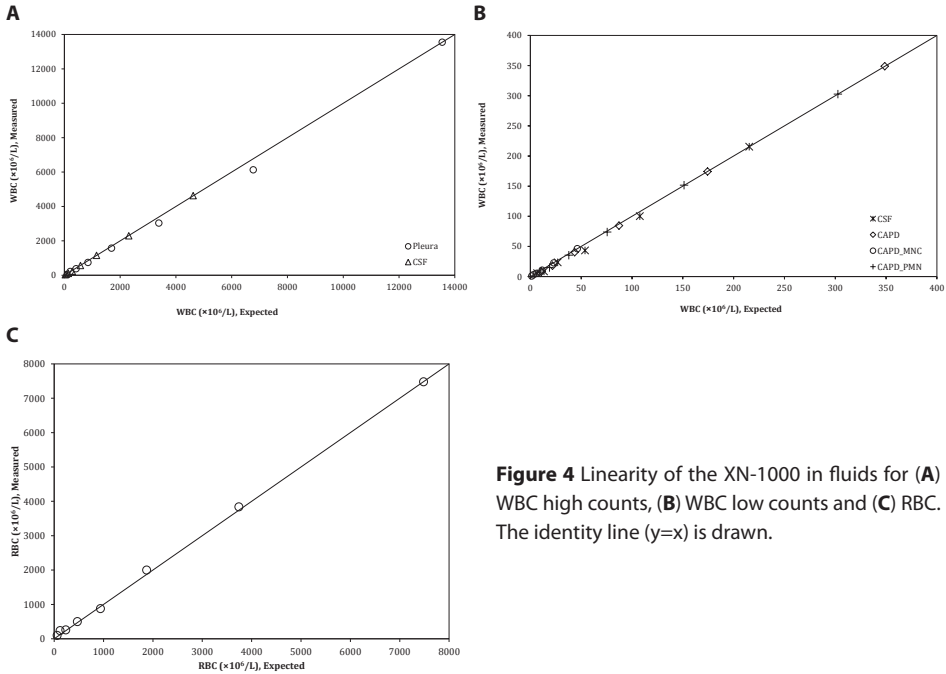 A
14000
12000
10000
8000
6000
4000
2000
0
WBC (×10⁶/L), Measured
0 2000 4000 6000 8000 10000 12000 14000
WBC (×10⁶/L), Expected
Pleura
CSF
B
400
350
300
250
200
150
100
50
0
WBC (×10⁶/L), Measured
0 50 100 150 200 250 300 350 400
WBC (×10⁶/L), Expected
CSF
CAPD
CAPD_MNC
CAPD_PMN
C
8000
7000
6000
5000
4000
3000
2000
1000
0
RBC (×10⁶/L), Measured
0 1000 2000 3000 4000 5000 6000 7000 8000
RBC (×10⁶/L), Expected
Figure 4 Linearity of the XN-1000 in fluids for (A)
WBC high counts, (B) WBC low counts and (C) RBC.
The identity line (y=x) is drawn.